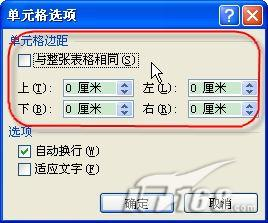 单元格选项
单元格边距
与整张表格相同(S)
上(T): 0 厘米 左(L): 0 厘米
下(B): 0 厘米 右(R): 0 厘米
选项
自动换行(W)
适应文字(F)
确定 取消
IT168.com